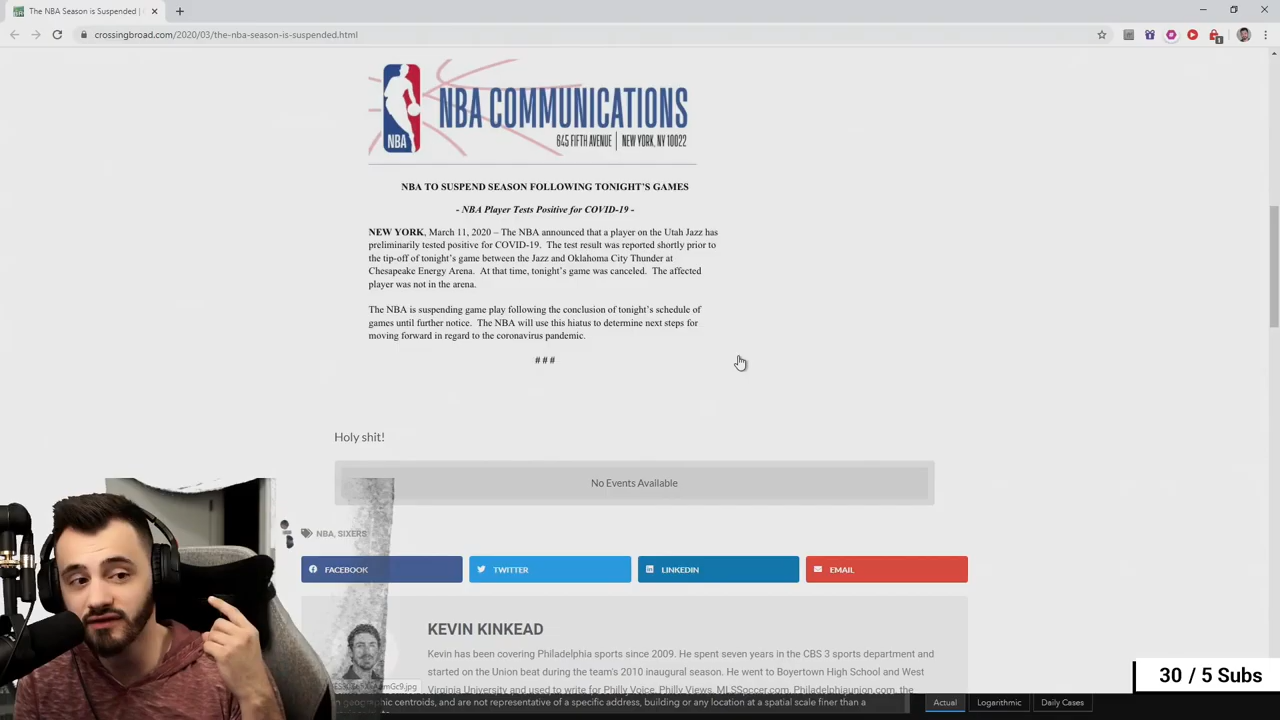 The NBA Season is Suspended |
crossingbroad.com/2020/03/the-nba-season-is-suspended.html
1
NBA
NBA COMMUNICATIONS
645 FIFTH AVENUE | NEW YORK, NY 10022
NBA TO SUSPEND SEASON FOLLOWING TONIGHT'S GAMES
- NBA Player Tests Positive for COVID-19 -
NEW YORK, March 11, 2020 – The NBA announced that a player on the Utah Jazz has
preliminarily tested positive for COVID-19. The test result was reported shortly prior to
the tip-off of tonight's game between the Jazz and Oklahoma City Thunder at
Chesapeake Energy Arena. At that time, tonight's game was canceled. The affected
player was not in the arena.
The NBA is suspending game play following the conclusion of tonight's schedule of
games until further notice. The NBA will use this hiatus to determine next steps for
moving forward in regard to the coronavirus pandemic.
# # #
Holy shit!
No Events Available
NBA, SIXERS
FACEBOOK
TWITTER
LINKEDIN
EMAIL
KEVIN KINKEAD
Kevin has been covering Philadelphia sports since 2009. He spent seven years in the CBS 3 sports department and
started on the Union beat during the team's 2010 inaugural season. He went to Boyertown High School and West
Virginia University and used to write for Philly Voice, Philly Views, MLSSoccer.com, Philadelphiaunion.com, the
geographic centroids, and are not representative of a specific address, building or any location at a spatial scale finer than a
Actual
Logarithmic
Daily Cases
30 / 5 Subs